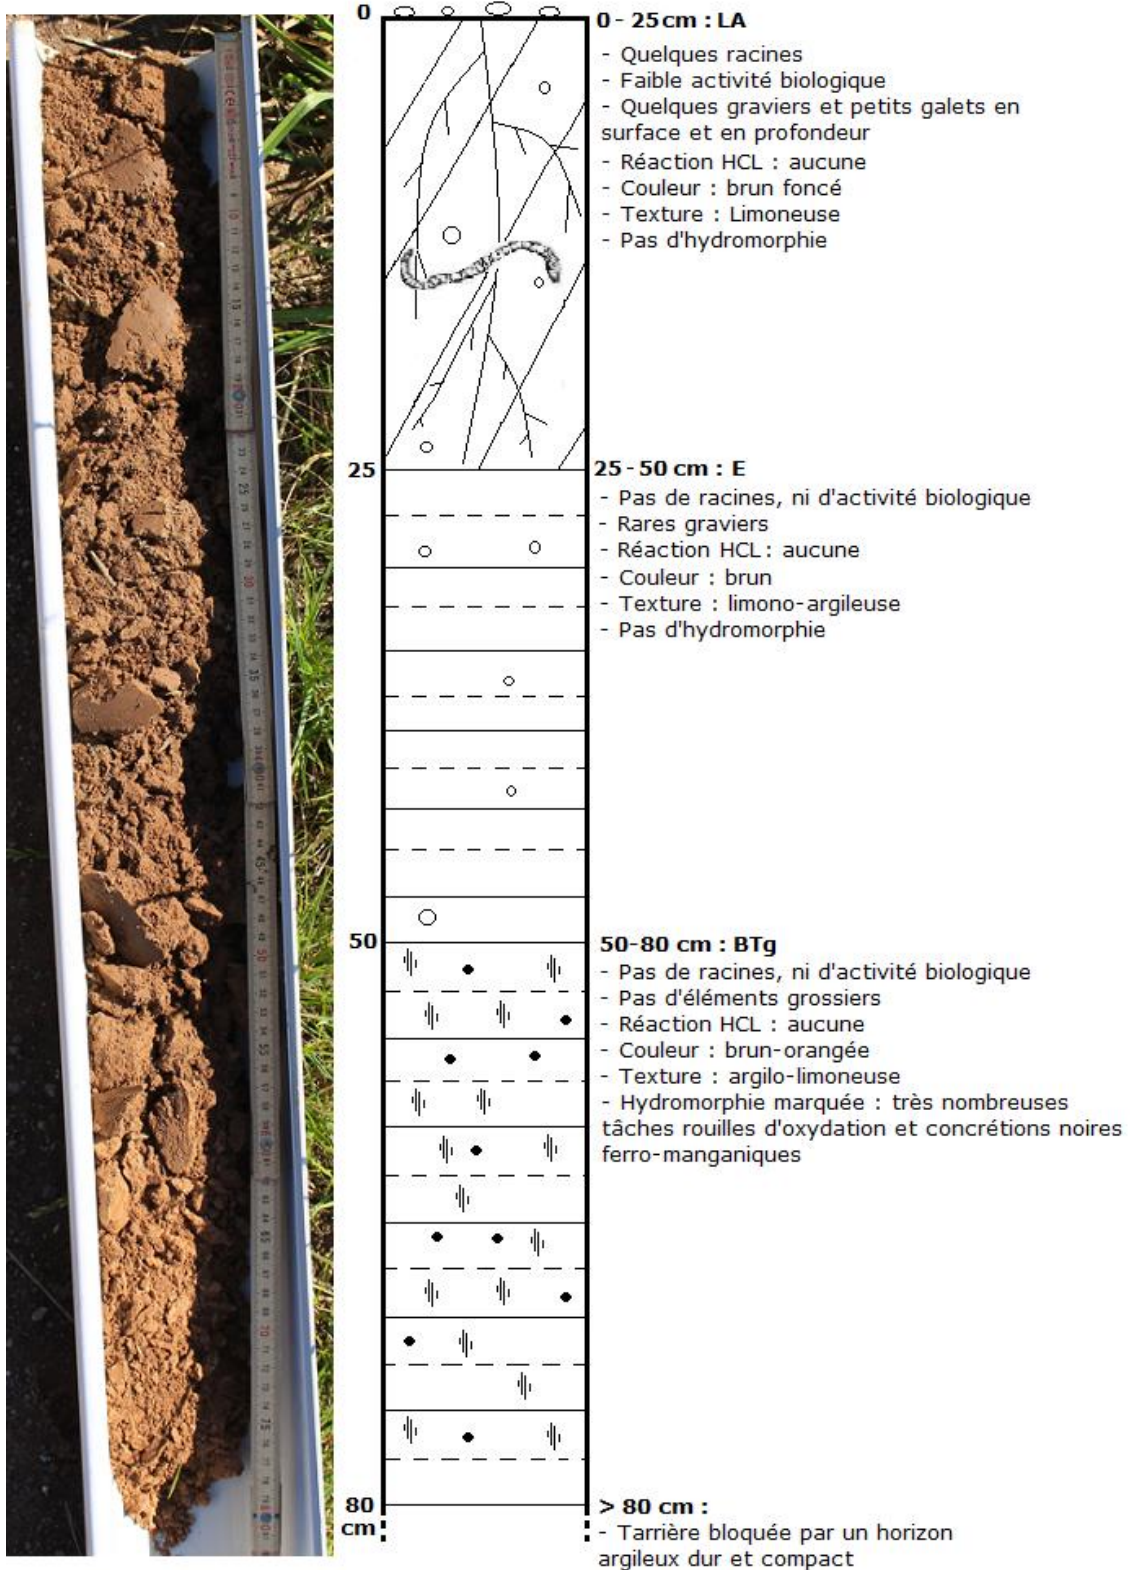 0
0 - 25 cm : LA
- Quelques racines
- Faible activité biologique
- Quelques graviers et petits galets en
surface et en profondeur
- Réaction HCL : aucune
- Couleur : brun foncé
- Texture : Limoneuse
- Pas d'hydromorphie
25
25 - 50 cm : E
- Pas de racines, ni d'activité biologique
- Rares graviers
- Réaction HCL : aucune
- Couleur : brun
- Texture : limono-argileuse
- Pas d'hydromorphie
50
50-80 cm : BTg
- Pas de racines, ni d'activité biologique
- Pas d'éléments grossiers
- Réaction HCL : aucune
- Couleur : brun-orangée
- Texture : argilo-limoneuse
- Hydromorphie marquée : très nombreuses
tâches rouilles d'oxydation et concrétions noires
ferro-manganiques
80
cm
> 80 cm :
- Tarrière bloquée par un horizon
argileux dur et compact